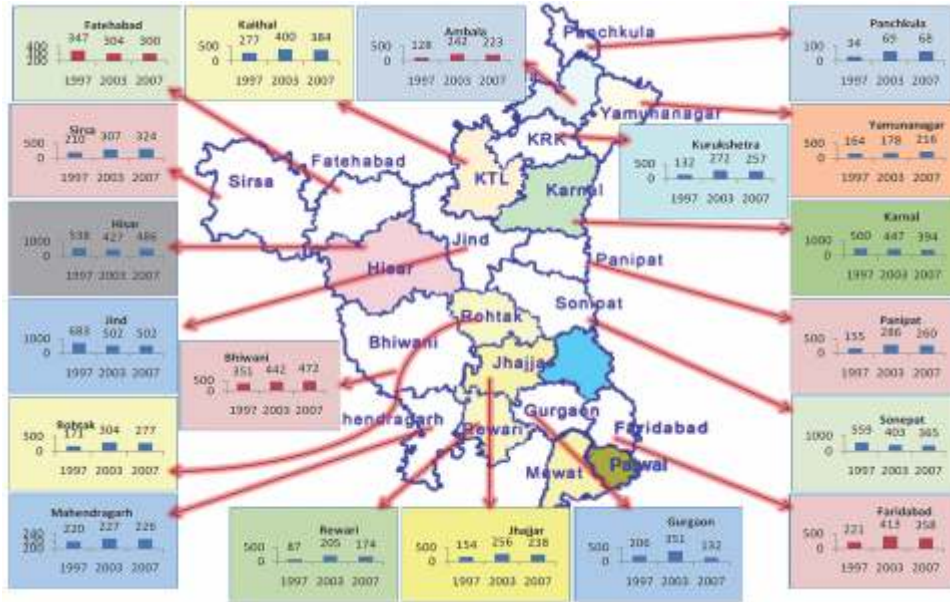 Fatehabad
347 304 300
400
300
200
1997 2003 2007
Kaithal
277 400 384
500
0
1997 2003 2007
Ambala
128 242 223
500
0
1997 2003 2007
Panchkula
34 69 68
100
0
1997 2003 2007
Sirsa
210 307 324
500
0
1997 2003 2007
Yamunanagar
164 178 216
500
0
1997 2003 2007
Kurukshetra
132 272 257
500
0
1997 2003 2007
Hisar
538 427 486
1000
0
1997 2003 2007
Karnal
500 447 394
1000
0
1997 2003 2007
Jind
683 502 502
1000
0
1997 2003 2007
Bhiwani
351 442 472
500
0
1997 2003 2007
Panipat
155 286 260
500
0
1997 2003 2007
Rohtak
171 304 277
500
0
1997 2003 2007
Sonepat
559 403 365
1000
0
1997 2003 2007
Mahendragarh
220 227 226
240
200
1997 2003 2007
Rewari
87 205 174
500
0
1997 2003 2007
Jhajjar
154 256 238
500
0
1997 2003 2007
Gurgaon
206 351 132
500
0
1997 2003 2007
Faridabad
221 413 258
500
0
1997 2003 2007
Panchkula
Yamunanagar
KRK
Fatehabad
Sirsa
KTL
Karnal
Jind
Hisar
Panipat
Sonipat
Rohtak
Bhiwani
Jhajja
hendragarh
Gurgaon
Rewari
Faridabad
Mewat
Palwal